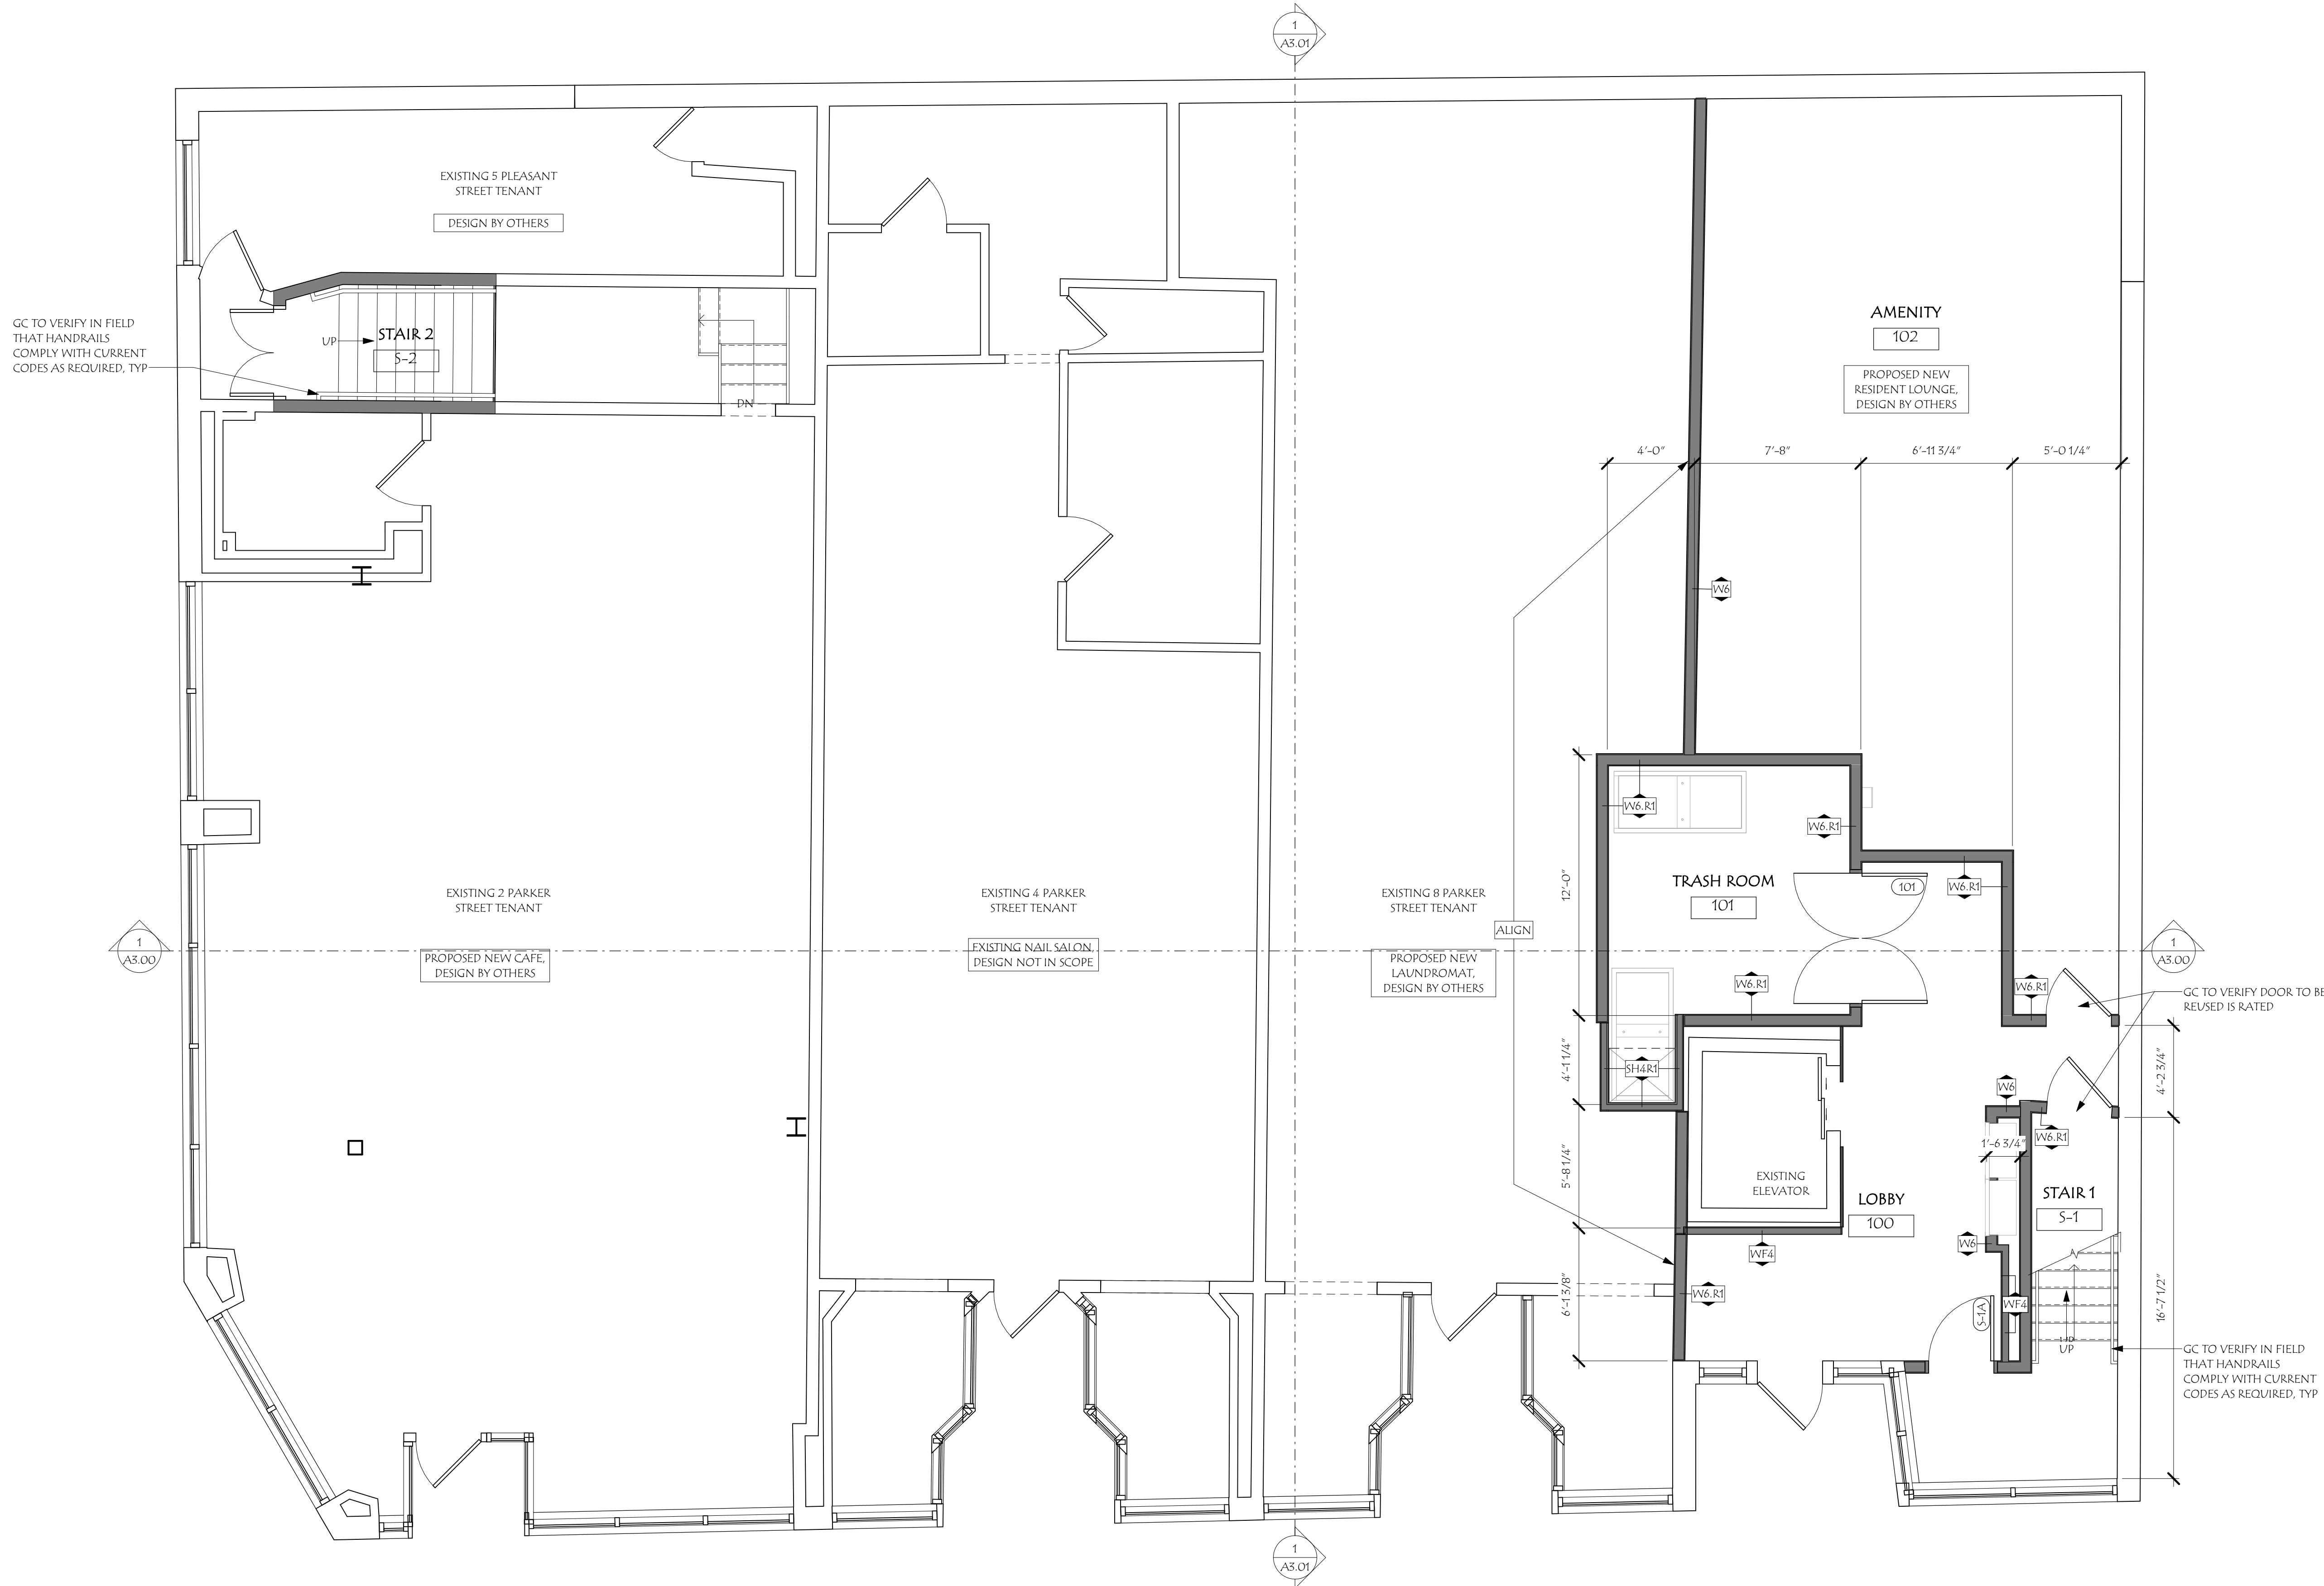 1
A3.01
EXISTING 5 PLEASANT
STREET TENANT
DESIGN BY OTHERS
GC TO VERIFY IN FIELD
THAT HANDRAILS
COMPLY WITH CURRENT
CODES AS REQUIRED, TYP
UP
STAIR 2
S-2
DN
AMENITY
102
PROPOSED NEW
RESIDENT LOUNGE,
DESIGN BY OTHERS
4'-0"
7'-8"
6'-11 3/4"
5'-0 1/4"
W6
W6.R1
W6.R1
12'-0"
TRASH ROOM
101
101
W6.R1
EXISTING 2 PARKER
STREET TENANT
PROPOSED NEW CAFE,
DESIGN BY OTHERS
EXISTING 4 PARKER
STREET TENANT
EXISTING NAIL SALON,
DESIGN NOT IN SCOPE
EXISTING 8 PARKER
STREET TENANT
PROPOSED NEW
LAUNDROMAT,
DESIGN BY OTHERS
ALIGN
1
A3.00
1
A3.00
W6.R1
W6.R1
GC TO VERIFY DOOR TO BE
REUSED IS RATED
4'-1 1/4"
SH4R1
4'-2 3/4"
W6
W6.R1
1'-6 3/4"
5'-8 1/4"
EXISTING
ELEVATOR
LOBBY
100
STAIR 1
S-1
W6
WF4
6'-1 3/8"
W6.R1
S-1A
WF4
UP
16'-7 1/2"
GC TO VERIFY IN FIELD
THAT HANDRAILS
COMPLY WITH CURRENT
CODES AS REQUIRED, TYP
1
A3.01